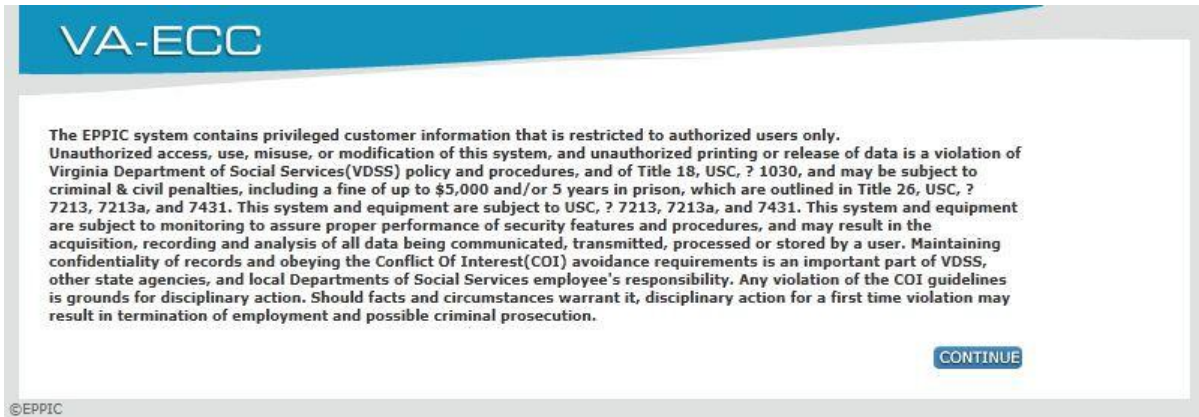 VA-ECC
The EPPIC system contains privileged customer information that is restricted to authorized users only.
Unauthorized access, use, misuse, or modification of this system, and unauthorized printing or release of data is a violation of
Virginia Department of Social Services(VDSS) policy and procedures, and of Title 18, USC, ? 1030, and may be subject to
criminal & civil penalties, including a fine of up to $5,000 and/or 5 years in prison, which are outlined in Title 26, USC, ?
7213, 7213a, and 7431. This system and equipment are subject to USC, ? 7213, 7213a, and 7431. This system and equipment
are subject to monitoring to assure proper performance of security features and procedures, and may result in the
acquisition, recording and analysis of all data being communicated, transmitted, processed or stored by a user. Maintaining
confidentiality of records and obeying the Conflict Of Interest(COI) avoidance requirements is an important part of VDSS,
other state agencies, and local Departments of Social Services employee's responsibility. Any violation of the COI guidelines
is grounds for disciplinary action. Should facts and circumstances warrant it, disciplinary action for a first time violation may
result in termination of employment and possible criminal prosecution.
CONTINUE
©EPPIC